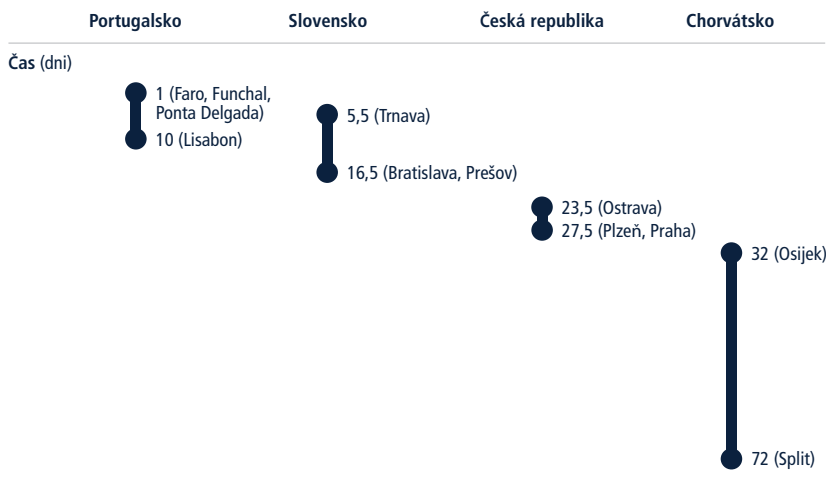 Portugalsko Slovensko Česká republika Chorvátsko
Čas (dni)
1 (Faro, Funchal,
Ponta Delgada)
10 (Lisabon)
5,5 (Trnava)
16,5 (Bratislava, Prešov)
23,5 (Ostrava)
27,5 (Plzeň, Praha)
32 (Osijek)
72 (Split)